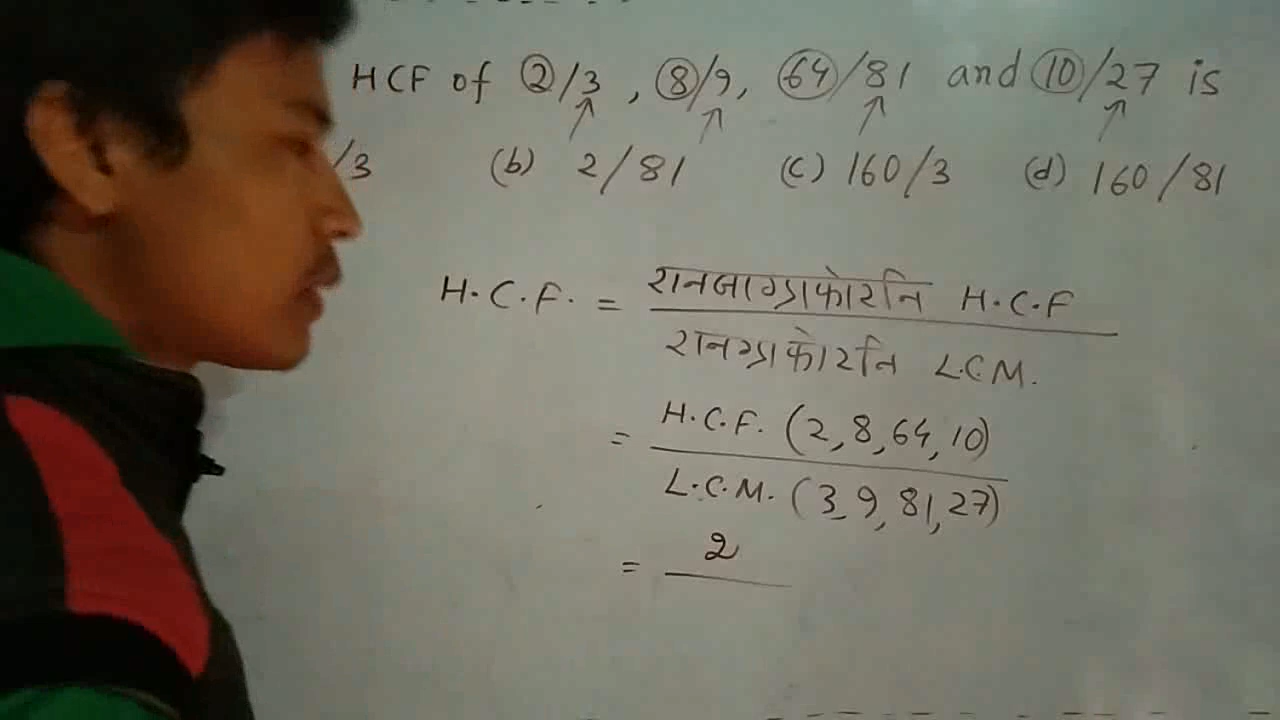 HCF of 2/3, 8/9, 64/81 and 10/27 is
/3 (b) 2/81 (c) 160/3 (d) 160/81
H.C.F. = रानजाग्राफोरनि H.C.F
रानग्राफोरनि L.C.M.
= H.C.F. (2,8,64,10)
L.C.M. (3,9,81,27)
= 2